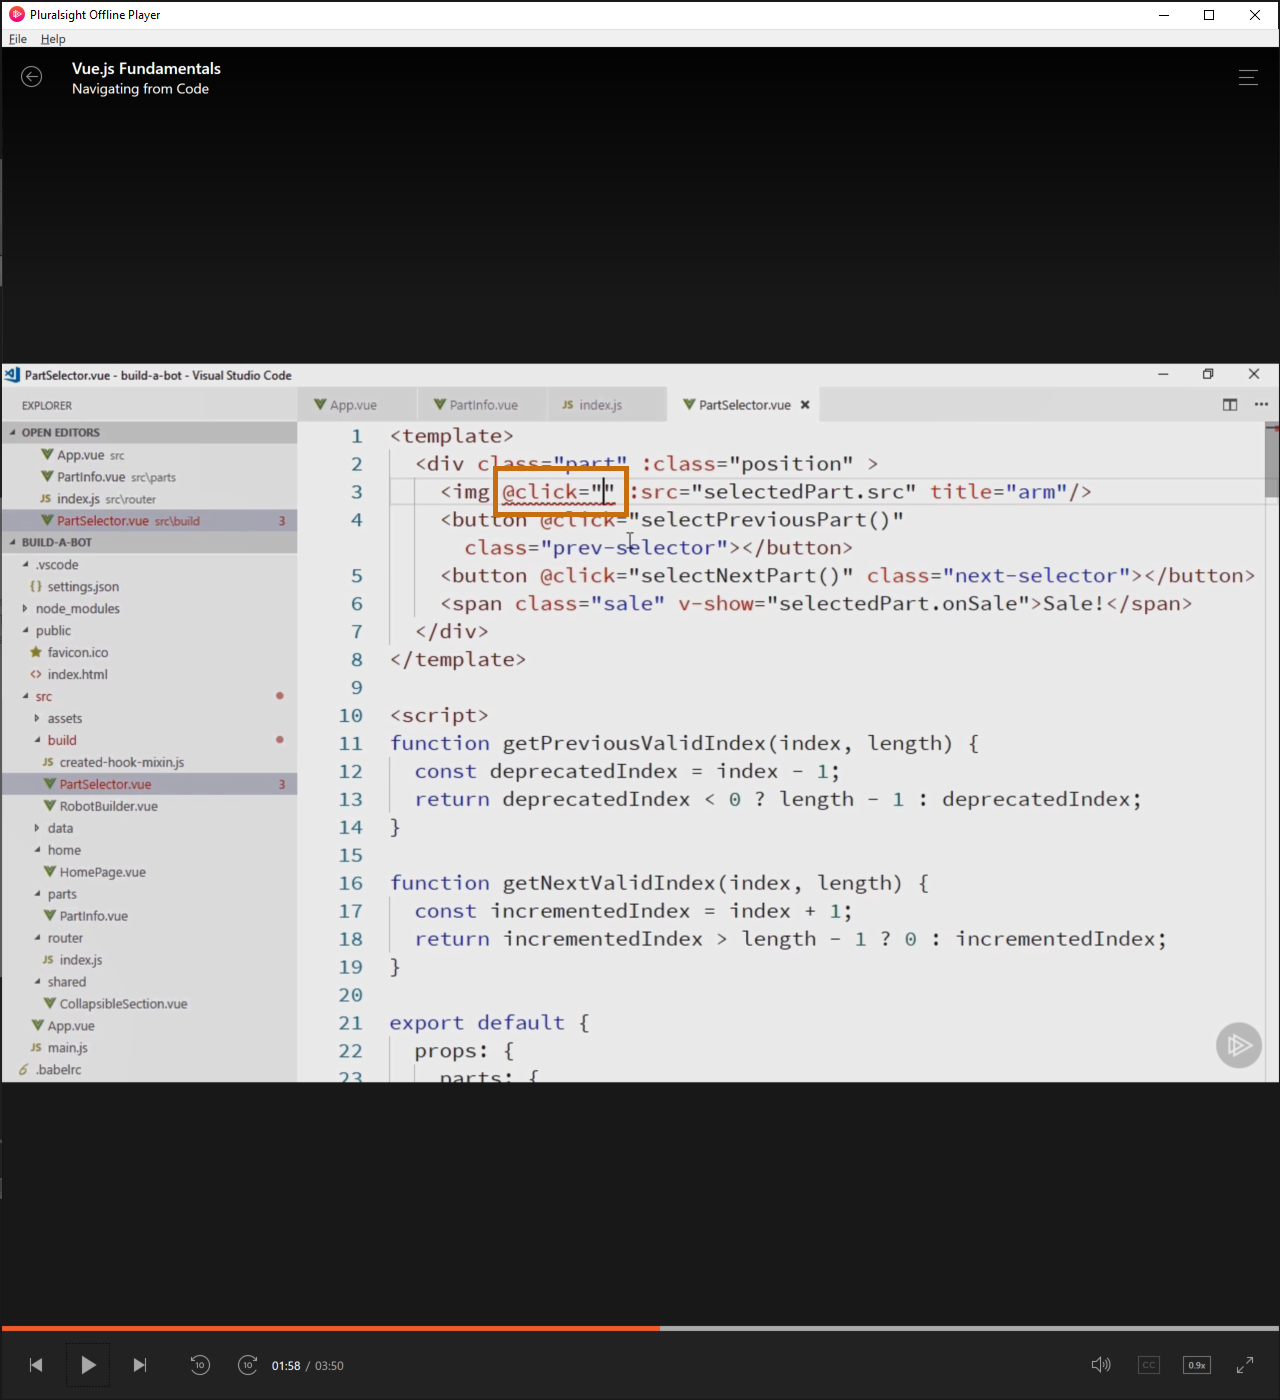 Pluralsight Offline Player
File Help
Vue.js Fundamentals
Navigating from Code
PartSelector.vue - build-a-bot - Visual Studio Code
EXPLORER
App.vue
PartInfo.vue
JS index.js
PartSelector.vue
OPEN EDITORS
App.vue src
PartInfo.vue src\parts
JS index.js src\router
PartSelector.vue src\build 3
BUILD-A-BOT
.vscode
{} settings.json
node_modules
public
favicon.ico
<> index.html
src
assets
build
JS created-hook-mixin.js
PartSelector.vue 3
RobotBuilder.vue
data
home
HomePage.vue
parts
PartInfo.vue
router
JS index.js
shared
CollapsibleSection.vue
App.vue
JS main.js
.babelrc
1 <template>
2 <div class="part" :class="position" >
3 <img @click="" :src="selectedPart.src" title="arm"/>
4 <button @click="selectPreviousPart()"
class="prev-selector"></button>
5 <button @click="selectNextPart()" class="next-selector"></button>
6 <span class="sale" v-show="selectedPart.onSale">Sale!</span>
7 </div>
8 </template>
9
10 <script>
11 function getPreviousValidIndex(index, length) {
12 const deprecatedIndex = index - 1;
13 return deprecatedIndex < 0 ? length - 1 : deprecatedIndex;
14 }
15
16 function getNextValidIndex(index, length) {
17 const incrementedIndex = index + 1;
18 return incrementedIndex > length - 1 ? 0 : incrementedIndex;
19 }
20
21 export default {
22 props: {
23 parts: {
10
10
01:58 / 03:50
CC
0.9x